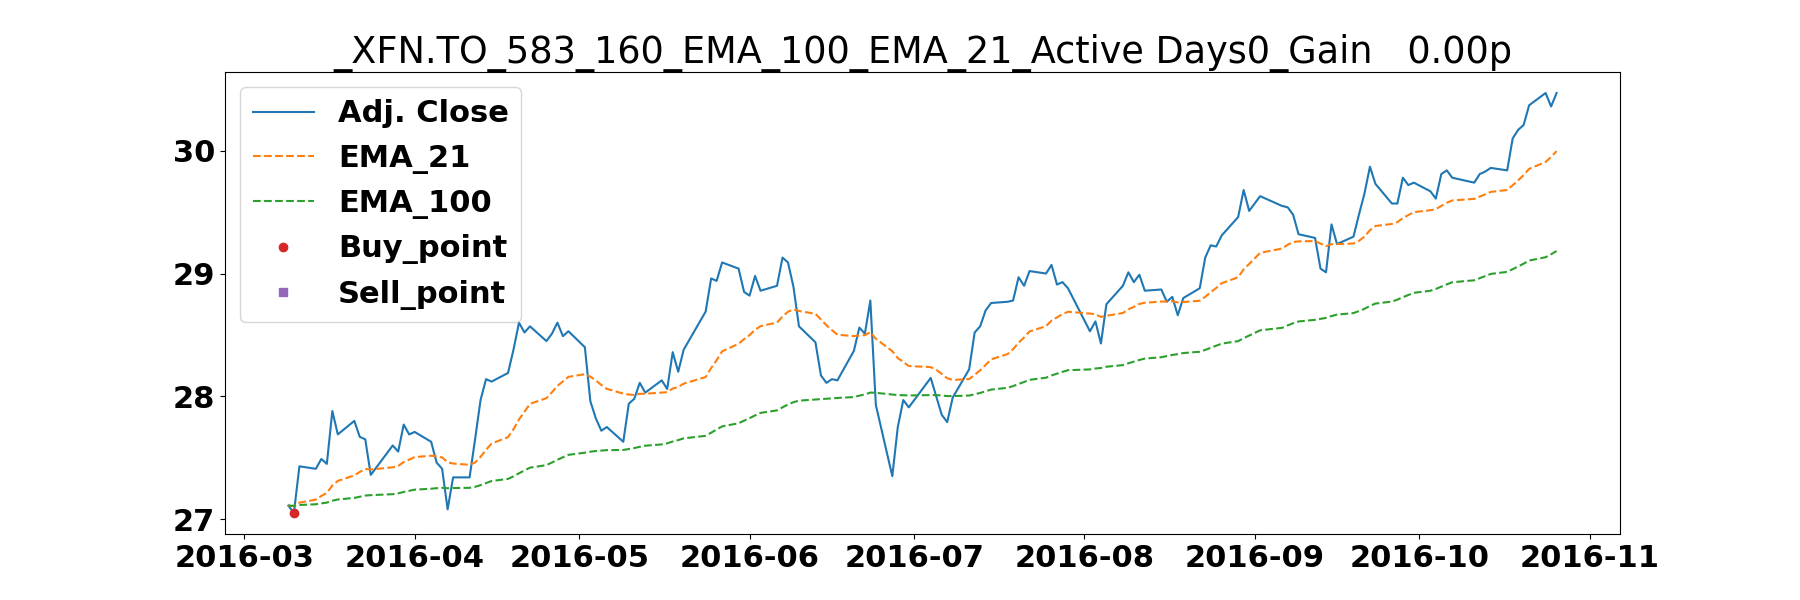 _XFN.TO_583_160_EMA_100_EMA_21_Active Days0_Gain   0.00p
Adj. Close
EMA_21
EMA_100
Buy_point
Sell_point
30
29
28
27
2016-03 2016-04 2016-05 2016-06 2016-07 2016-08 2016-09 2016-10 2016-11